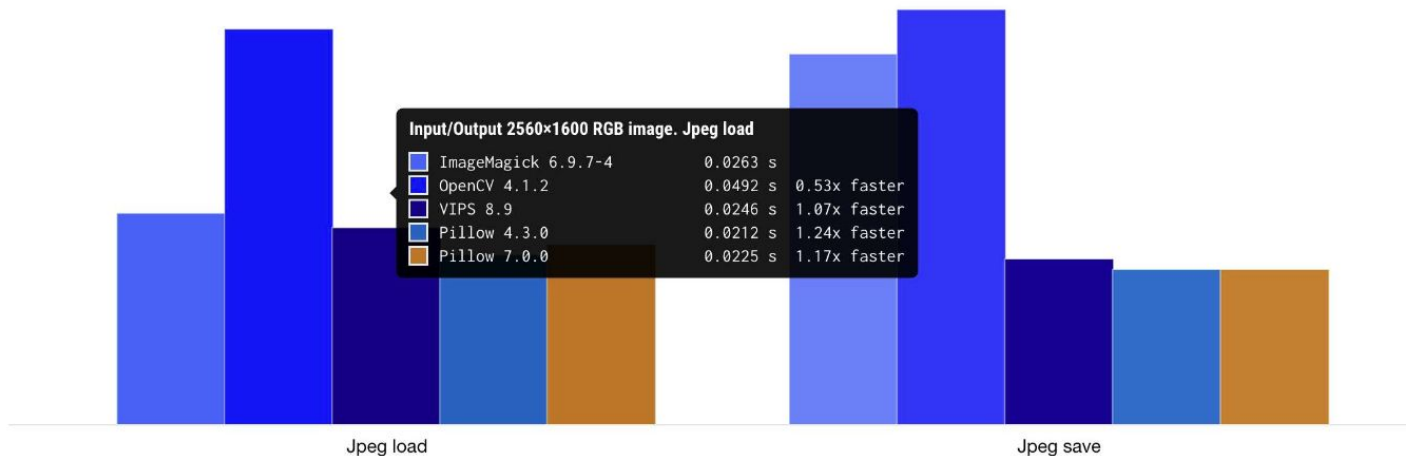 Input/Output 2560×1600 RGB image. Jpeg load
ImageMagick 6.9.7-4 0.0263 s
OpenCV 4.1.2 0.0492 s 0.53x faster
VIPS 8.9 0.0246 s 1.07x faster
Pillow 4.3.0 0.0212 s 1.24x faster
Pillow 7.0.0 0.0225 s 1.17x faster
Jpeg load
Jpeg save